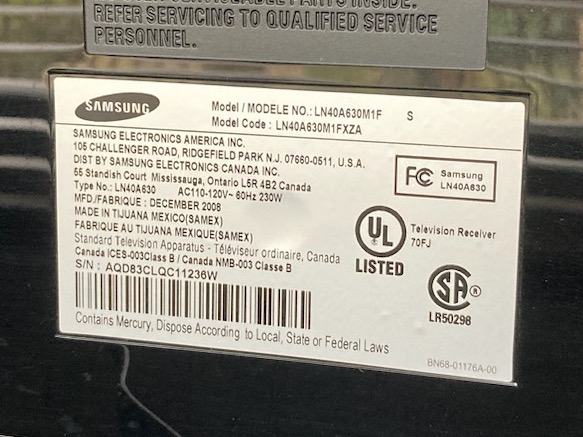 REFER SERVICING TO QUALIFIED SERVICE
PERSONNEL.
SAMSUNG
Model / MODELE NO.: LN40A630M1F S
Model Code : LN40A630M1FXZA
SAMSUNG ELECTRONICS AMERICA INC.
105 CHALLENGER ROAD, RIDGEFIELD PARK N.J. 07660-0511, U.S.A.
DIST BY SAMSUNG ELECTRONICS CANADA INC.
55 Standish Court Mississauga, Ontario L5R 4B2 Canada
Type No.: LN40A630 AC110-120V~ 60Hz 230W
MFD./FABRIQUE : DECEMBER 2008
MADE IN TIJUANA MEXICO(SAMEX)
FABRIQUE AU TIJUANA MEXIQUE(SAMEX)
Standard Television Apparatus - Téléviseur ordinaire, Canada
Canada ICES-003Class B / Canada NMB-003 Classe B
S/N : AQD83CLQC11236W
Contains Mercury, Dispose According to Local, State or Federal Laws
FC Samsung
LN40A630
UL
LISTED
Television Receiver
70FJ
SA ®
LR50298
BN68-01176A-00